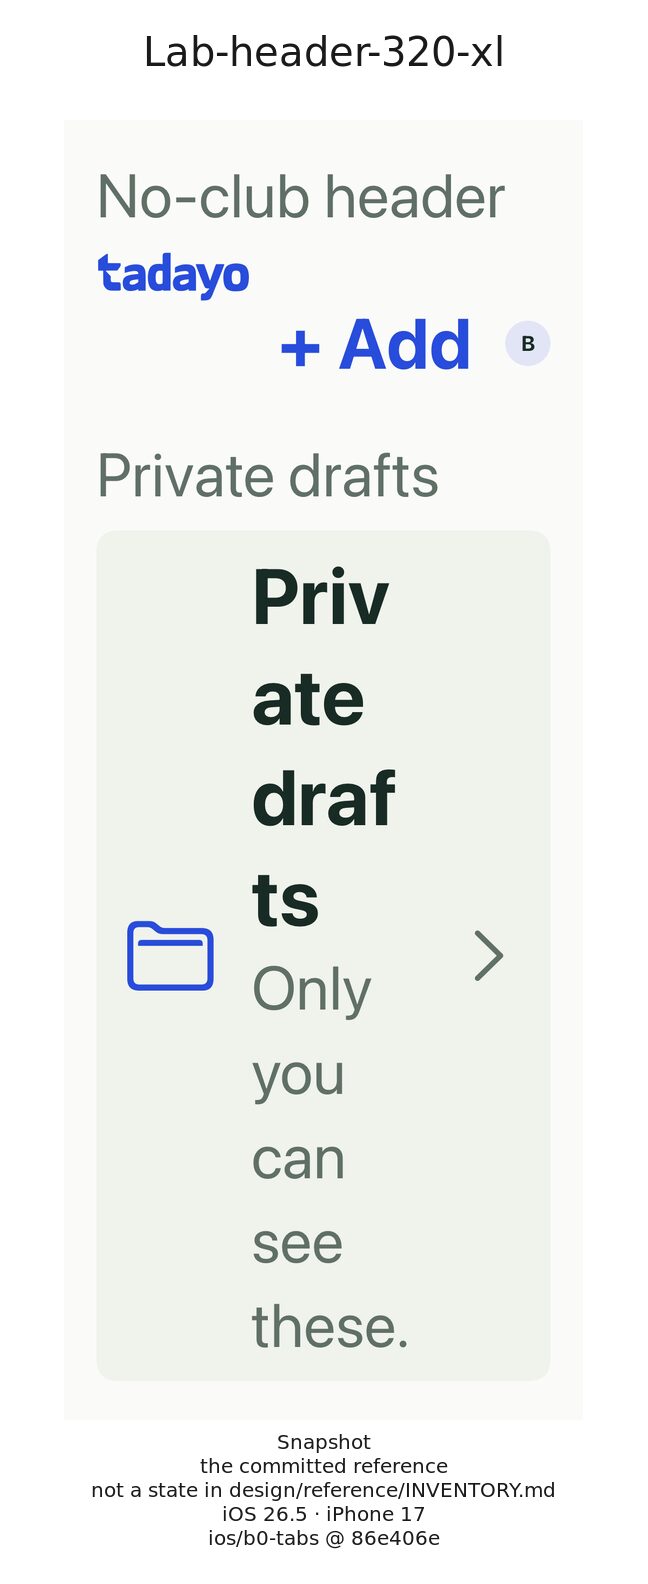 Lab-header-320-xl
No-club header
tadayo
+ Add B
Private drafts
Priv
ate
draf
ts
Only
you
can
see
these.
Snapshot
the committed reference
not a state in design/reference/INVENTORY.md
iOS 26.5 · iPhone 17
ios/b0-tabs @ 86e406e